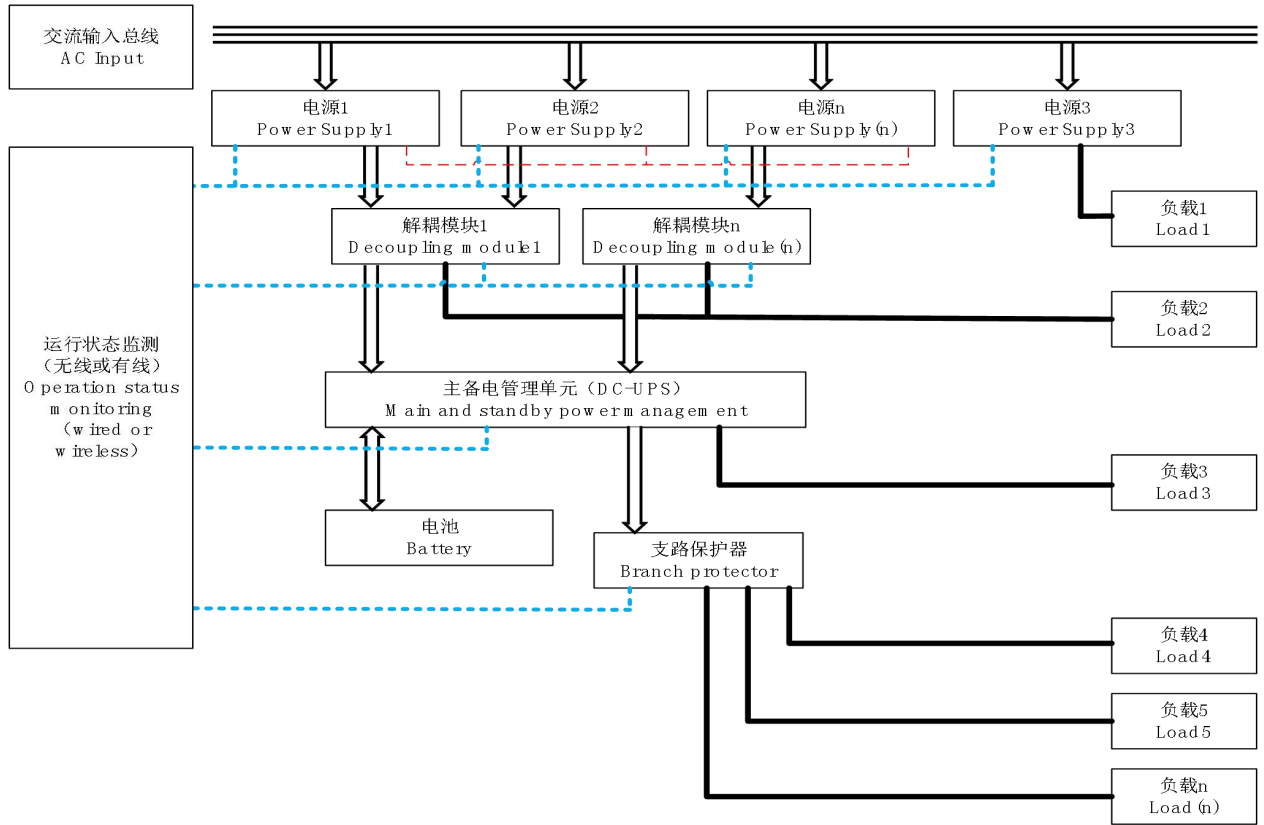 交流输入总线
AC Input
电源1
Power Supply1
电源2
Power Supply2
电源n
Power Supply(n)
电源3
Power Supply3
解耦模块1
Decoupling module1
解耦模块n
Decoupling module(n)
负载1
Load1
负载2
Load2
运行状态监测
（无线或有线）
Operation status
monitoring
（wired or
wireless）
主备电管理单元（DC-UPS）
Main and standby power management
负载3
Load3
电池
Battery
支路保护器
Branch protector
负载4
Load4
负载5
Load5
负载n
Load(n)